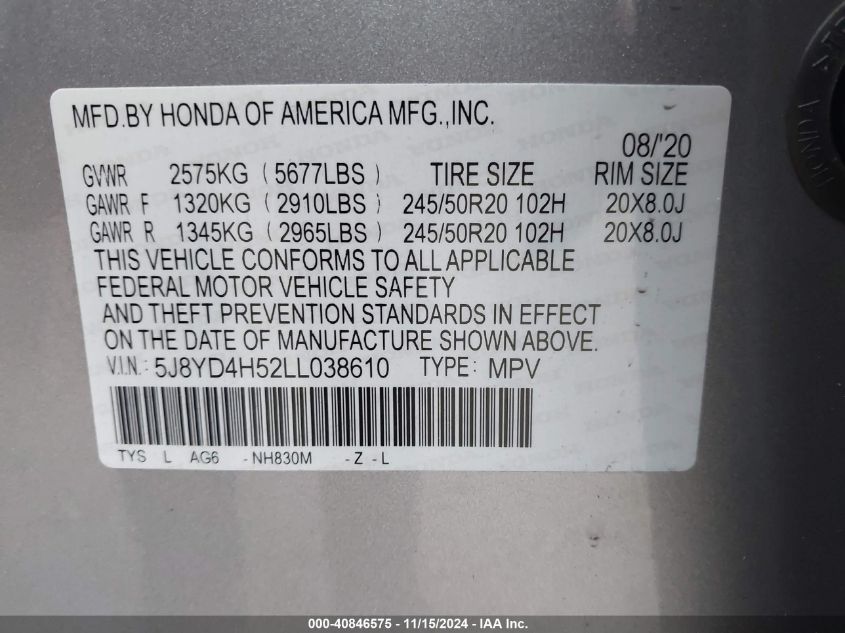 MFD.BY HONDA OF AMERICA MFG.,INC.
08/'20
GVWR 2575KG ( 5677LBS ) TIRE SIZE RIM SIZE
GAWR F 1320KG ( 2910LBS ) 245/50R20 102H 20X8.0J
GAWR R 1345KG ( 2965LBS ) 245/50R20 102H 20X8.0J
THIS VEHICLE CONFORMS TO ALL APPLICABLE
FEDERAL MOTOR VEHICLE SAFETY
AND THEFT PREVENTION STANDARDS IN EFFECT
ON THE DATE OF MANUFACTURE SHOWN ABOVE.
V.I.N.: 5J8YD4H52LL038610 TYPE: MPV
TYS L AG6 -NH830M -Z -L
HONDA
000-40846575 - 11/15/2024 - IAA Inc.